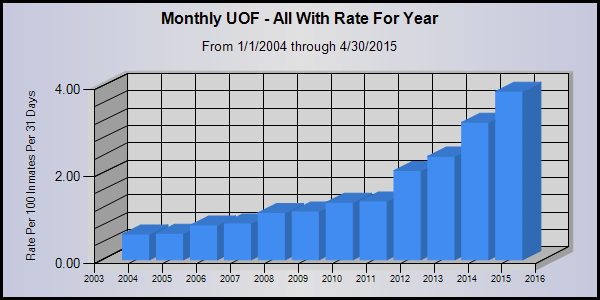 Monthly UOF - All With Rate For Year
From 1/1/2004 through 4/30/2015
Rate Per 100 Inmates Per 31 Days
4.00
2.00
0.00
2003 2004 2005 2006 2007 2008 2009 2010 2011 2012 2013 2014 2015 2016